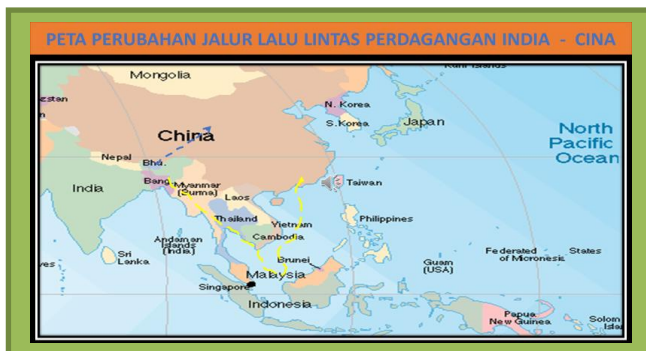 PETA PERUBAHAN JALUR LALU LINTAS PERDAGANGAN INDIA - CINA
Mongolia
N. Korea
S. Korea
Japan
China
North
Pacific
Ocean
Nepal
Bhu.
Bang.
India
Myanmar
(Burma)
Laos
Taiwan
Thailand
Vietnam
Philippines
Cambodia
Andaman
Islands
(India)
Sri
Lanka
Brunei
Guam
(USA)
Federated States
of Micronesia
Malaysia
Singapore
Indonesia
Papua
New Guinea